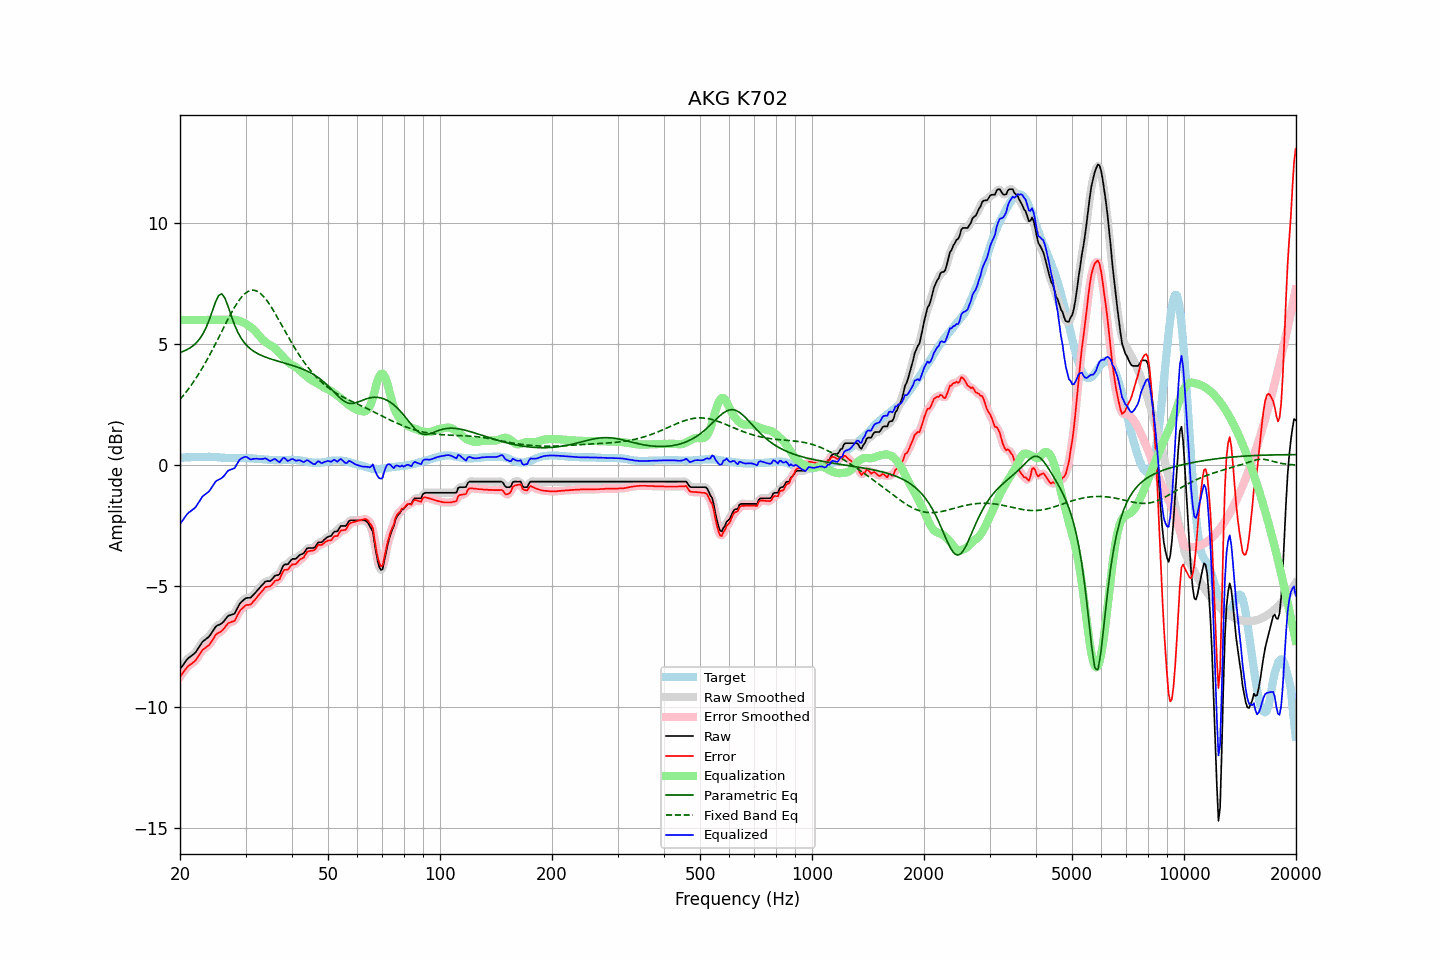 AKG K702
Amplitude (dBr)
10
5
0
−5
−10
−15
Target
Raw Smoothed
Error Smoothed
Raw
Error
Equalization
Parametric Eq
Fixed Band Eq
Equalized
20 50 100 200 500 1000 2000 5000 10000 20000
Frequency (Hz)